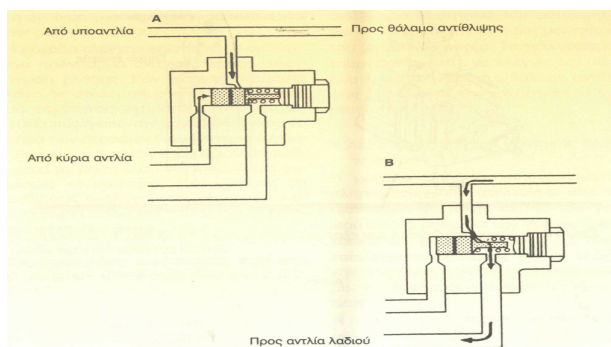 A
Από υποαντλία
Προς θάλαμο αντίθλιψης
Από κύρια αντλία
B
Προς αντλία λαδιού